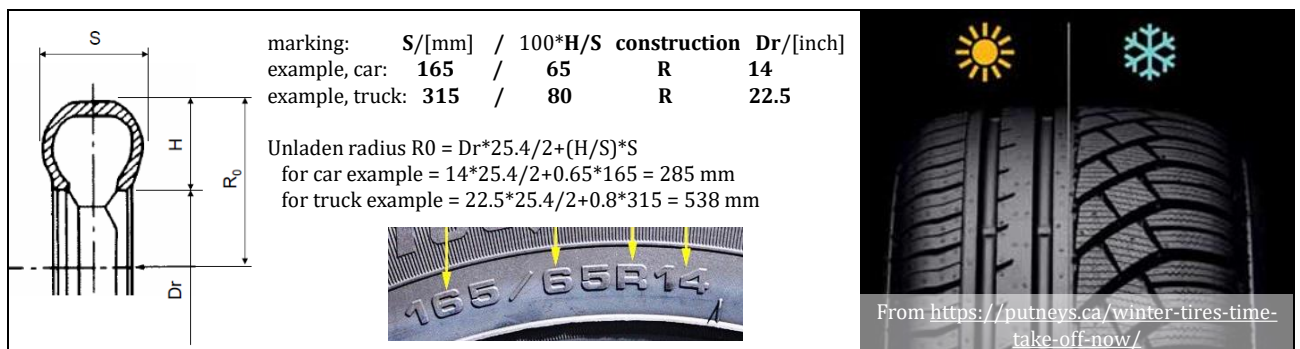 S
H
R0
Dr
marking: S/[mm] / 100*H/S construction Dr/[inch]
example, car: 165 / 65 R 14
example, truck: 315 / 80 R 22.5
Unladen radius R0 = Dr*25.4/2+(H/S)*S
for car example = 14*25.4/2+0.65*165 = 285 mm
for truck example = 22.5*25.4/2+0.8*315 = 538 mm
165/65R14
From https://putneys.ca/winter-tires-time-
take-off-now/